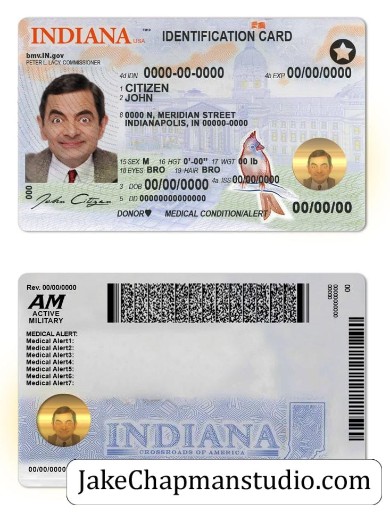 INDIANA USA IDENTIFICATION CARD
bmv.IN.gov
PETER L. LACY, COMMISSIONER
4d IDN 0000-00-0000 4b EXP 00/00/0000
1 CITIZEN
2 JOHN
8 0000 N, MERIDIAN STREET
INDIANAPOLIS, IN 00000-0000
15 SEX M 16 HGT 0'-00" 17 WGT 00 lb
18 EYES BRO 19 HAIR BRO
3 DOB 00/00/0000 4a ISS 00/00/0000
5 DD 00000000000000
000
John Citizen
DONOR♥ MEDICAL CONDITION/ALERT
00/00/00
Rev. 00/00/0000
AM
ACTIVE
MILITARY
MEDICAL ALERT:
Medical Alert1:
Medical Alert2:
Medical Alert3:
Medical Alert4:
Medical Alert5:
Medical Alert6:
Medical Alert7:
00/00/0000
00
INDIANA
CROSSROADS OF AMERICA
00/00/0000
JakeChapmanstudio.com